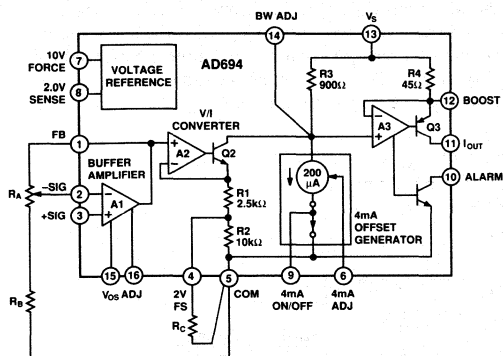 BW ADJ
VS
14
13
10V
FORCE
7
8
2.0V
SENSE
VOLTAGE
REFERENCE
AD694
R3
900Ω
R4
45Ω
12
BOOST
V/I
CONVERTER
FB
1
A2
Q2
A3
Q3
11
IOUT
BUFFER
AMPLIFIER
200
μA
10
ALARM
RA
–SIG
2
A1
R1
2.5kΩ
+SIG
3
R2
10kΩ
4mA
OFFSET
GENERATOR
15
16
4
5
9
6
VOS ADJ
2V
FS
COM
4mA
ON/OFF
4mA
ADJ
RB
RC